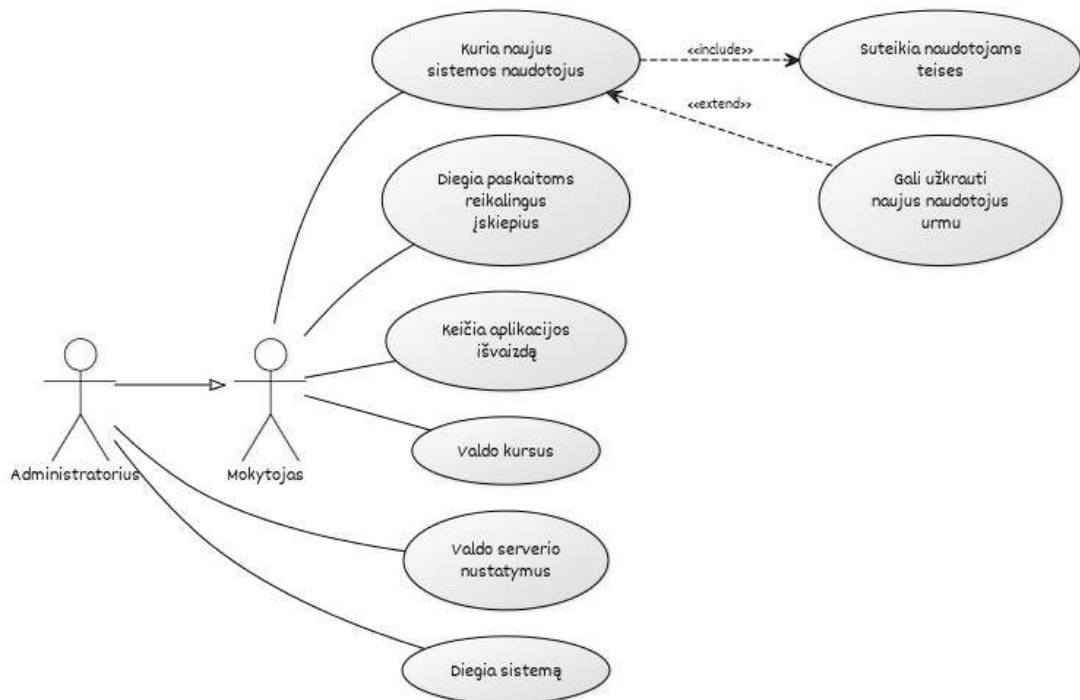 Kuria naujus
sistemos naudotojus
<<include>>
Suteikia naudotojams
teises
<<extend>>
Gali užkrauti
naujus naudotojus
urmu
Diegia paskaitoms
reikalingus
įskiepius
Keičia aplikacijos
išvaizdą
Administratorius
Mokytojas
Valdo kursus
Valdo serverio
nustatymus
Diegia sistemą